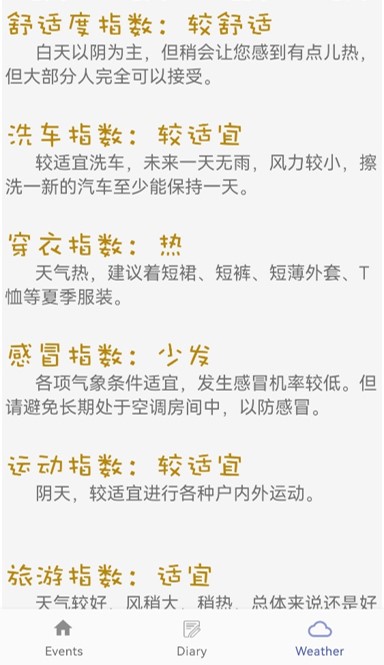 舒适度指数：较舒适
白天以阴为主，但稍会让您感到有点儿热，
但大部分人完全可以接受。
洗车指数：较适宜
较适宜洗车，未来一天无雨，风力较小，擦
洗一新的汽车至少能保持一天。
穿衣指数：热
天气热，建议着短裙、短裤、短薄外套、T
恤等夏季服装。
感冒指数：少发
各项气象条件适宜，发生感冒机率较低。但
请避免长期处于空调房间中，以防感冒。
运动指数：较适宜
阴天，较适宜进行各种户内外运动。
旅游指数：适宜
天气较好，风稍大，稍热，总体来说还是好
Events
Diary
Weather